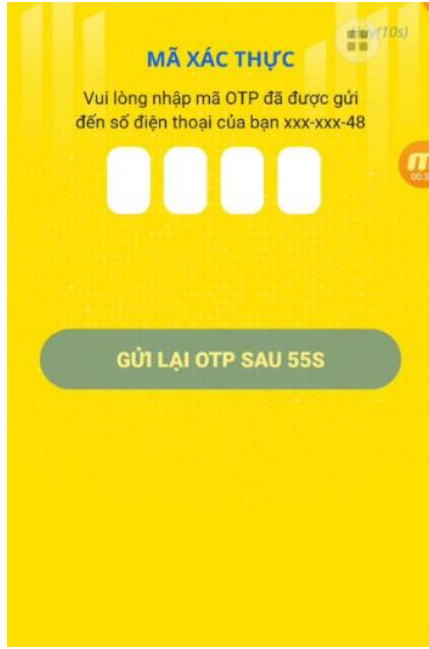 (10s)
MÃ XÁC THỰC
Vui lòng nhập mã OTP đã được gửi
đến số điện thoại của bạn xxx-xxx-48
GỬI LẠI OTP SAU 55S